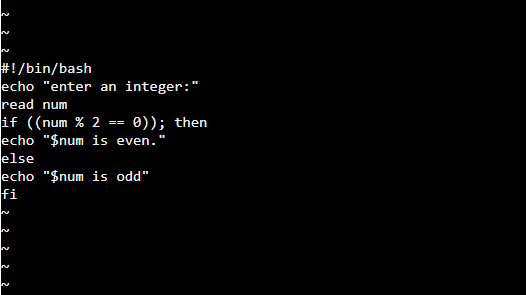 ~
~
~
#!/bin/bash
echo "enter an integer:"
read num
if ((num % 2 == 0)); then
echo "$num is even."
else
echo "$num is odd"
fi
~
~
~
~
~